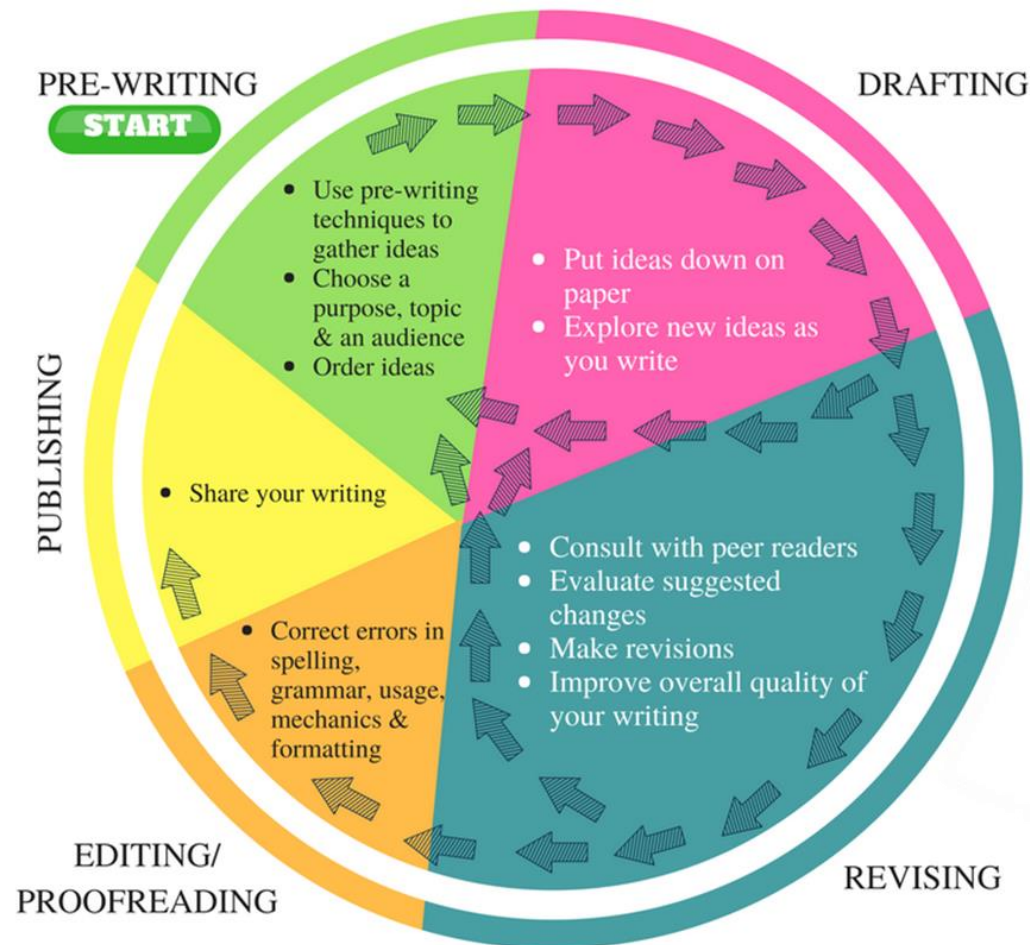 PRE-WRITING
START
• Use pre-writing
techniques to
gather ideas
• Choose a
purpose, topic
& an audience
• Order ideas
DRAFTING
• Put ideas down on
paper
• Explore new ideas as
you write
REVISING
• Consult with peer readers
• Evaluate suggested
changes
• Make revisions
• Improve overall quality of
your writing
EDITING/
PROOFREADING
• Correct errors in
spelling,
grammar, usage,
mechanics &
formatting
PUBLISHING
• Share your writing